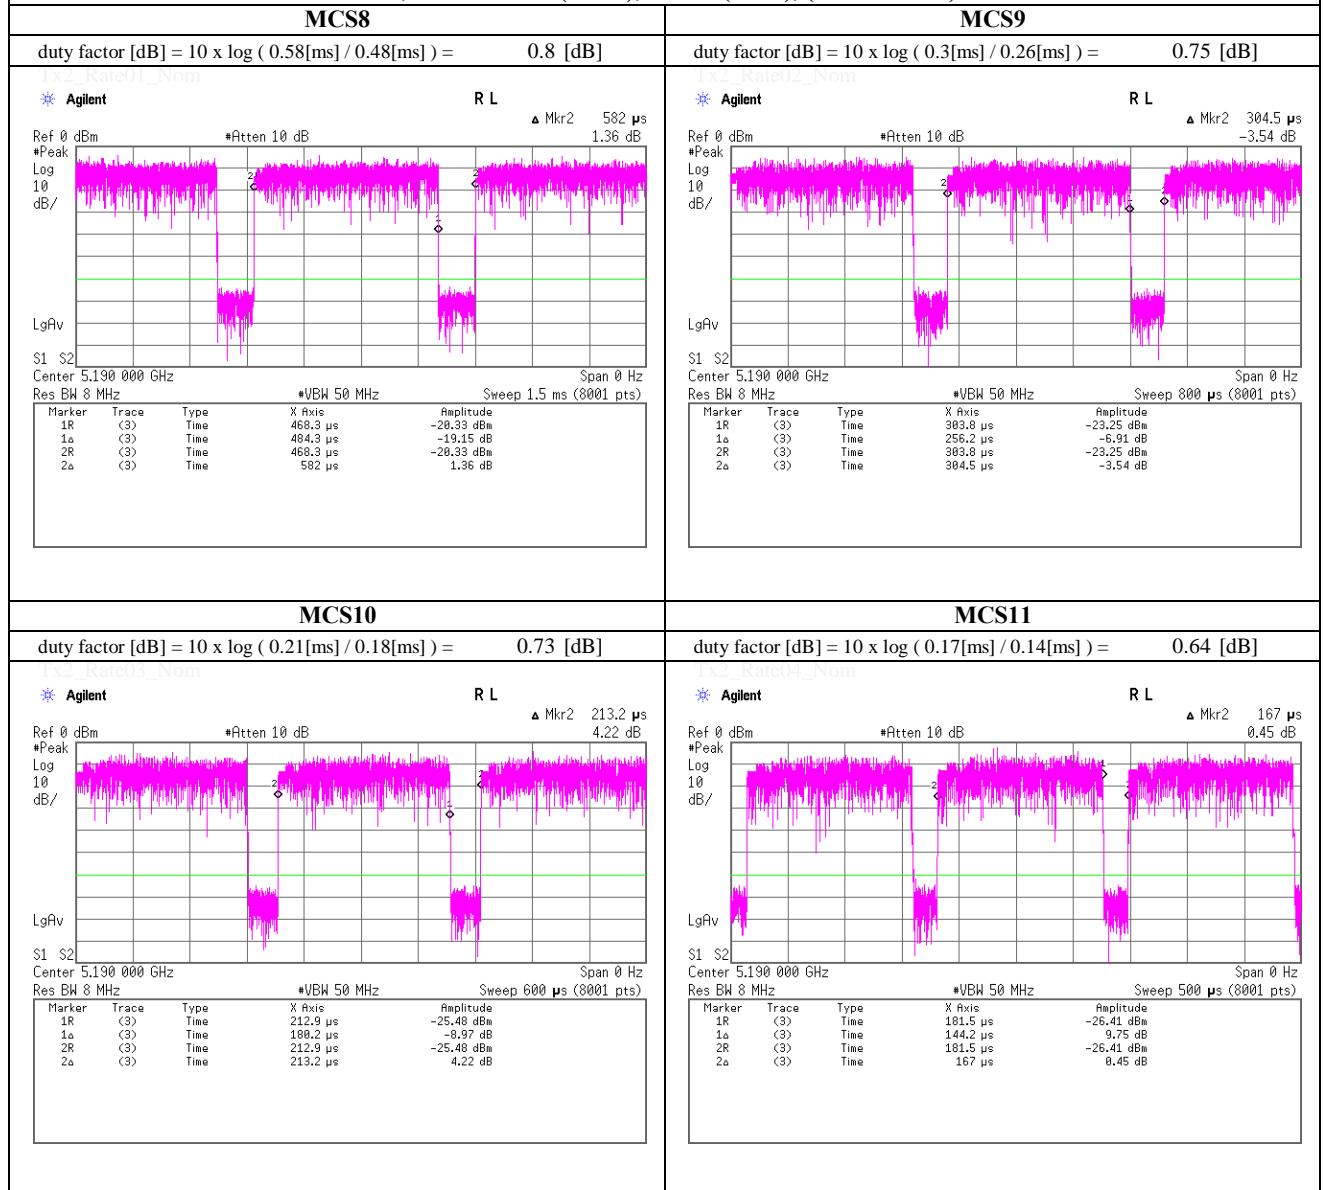 MCS8
duty factor [dB] = 10 x log ( 0.58[ms] / 0.48[ms] ) = 0.8 [dB]
Tx2_Rate01_Nom
Agilent R L
Δ Mkr2 582 µs
Ref 0 dBm #Atten 10 dB 1.36 dB
#Peak
Log
10
dB/
2
1
2
LgAv
S1 S2
Center 5.190 000 GHz Span 0 Hz
Res BW 8 MHz #VBW 50 MHz Sweep 1.5 ms (8001 pts)
Marker Trace Type X Axis Amplitude
1R (3) Time 468.3 µs -20.33 dBm
1Δ (3) Time 484.3 µs -19.15 dB
2R (3) Time 468.3 µs -20.33 dBm
2Δ (3) Time 582 µs 1.36 dB
MCS9
duty factor [dB] = 10 x log ( 0.3[ms] / 0.26[ms] ) = 0.75 [dB]
Tx2_Rate02_Nom
Agilent R L
Δ Mkr2 304.5 µs
Ref 0 dBm #Atten 10 dB -3.54 dB
#Peak
Log
10
dB/
2
1
2
LgAv
S1 S2
Center 5.190 000 GHz Span 0 Hz
Res BW 8 MHz #VBW 50 MHz Sweep 800 µs (8001 pts)
Marker Trace Type X Axis Amplitude
1R (3) Time 303.8 µs -23.25 dBm
1Δ (3) Time 256.2 µs -6.91 dB
2R (3) Time 303.8 µs -23.25 dBm
2Δ (3) Time 304.5 µs -3.54 dB
MCS10
duty factor [dB] = 10 x log ( 0.21[ms] / 0.18[ms] ) = 0.73 [dB]
Tx2_Rate03_Nom
Agilent R L
Δ Mkr2 213.2 µs
Ref 0 dBm #Atten 10 dB 4.22 dB
#Peak
Log
10
dB/
2
1
2
LgAv
S1 S2
Center 5.190 000 GHz Span 0 Hz
Res BW 8 MHz #VBW 50 MHz Sweep 600 µs (8001 pts)
Marker Trace Type X Axis Amplitude
1R (3) Time 212.9 µs -25.48 dBm
1Δ (3) Time 180.2 µs -8.97 dB
2R (3) Time 212.9 µs -25.48 dBm
2Δ (3) Time 213.2 µs 4.22 dB
MCS11
duty factor [dB] = 10 x log ( 0.17[ms] / 0.14[ms] ) = 0.64 [dB]
Tx2_Rate04_Nom
Agilent R L
Δ Mkr2 167 µs
Ref 0 dBm #Atten 10 dB 0.45 dB
#Peak
Log
10
dB/
2
1
LgAv
S1 S2
Center 5.190 000 GHz Span 0 Hz
Res BW 8 MHz #VBW 50 MHz Sweep 500 µs (8001 pts)
Marker Trace Type X Axis Amplitude
1R (3) Time 181.5 µs -26.41 dBm
1Δ (3) Time 144.2 µs 9.75 dB
2R (3) Time 181.5 µs -26.41 dBm
2Δ (3) Time 167 µs 0.45 dB